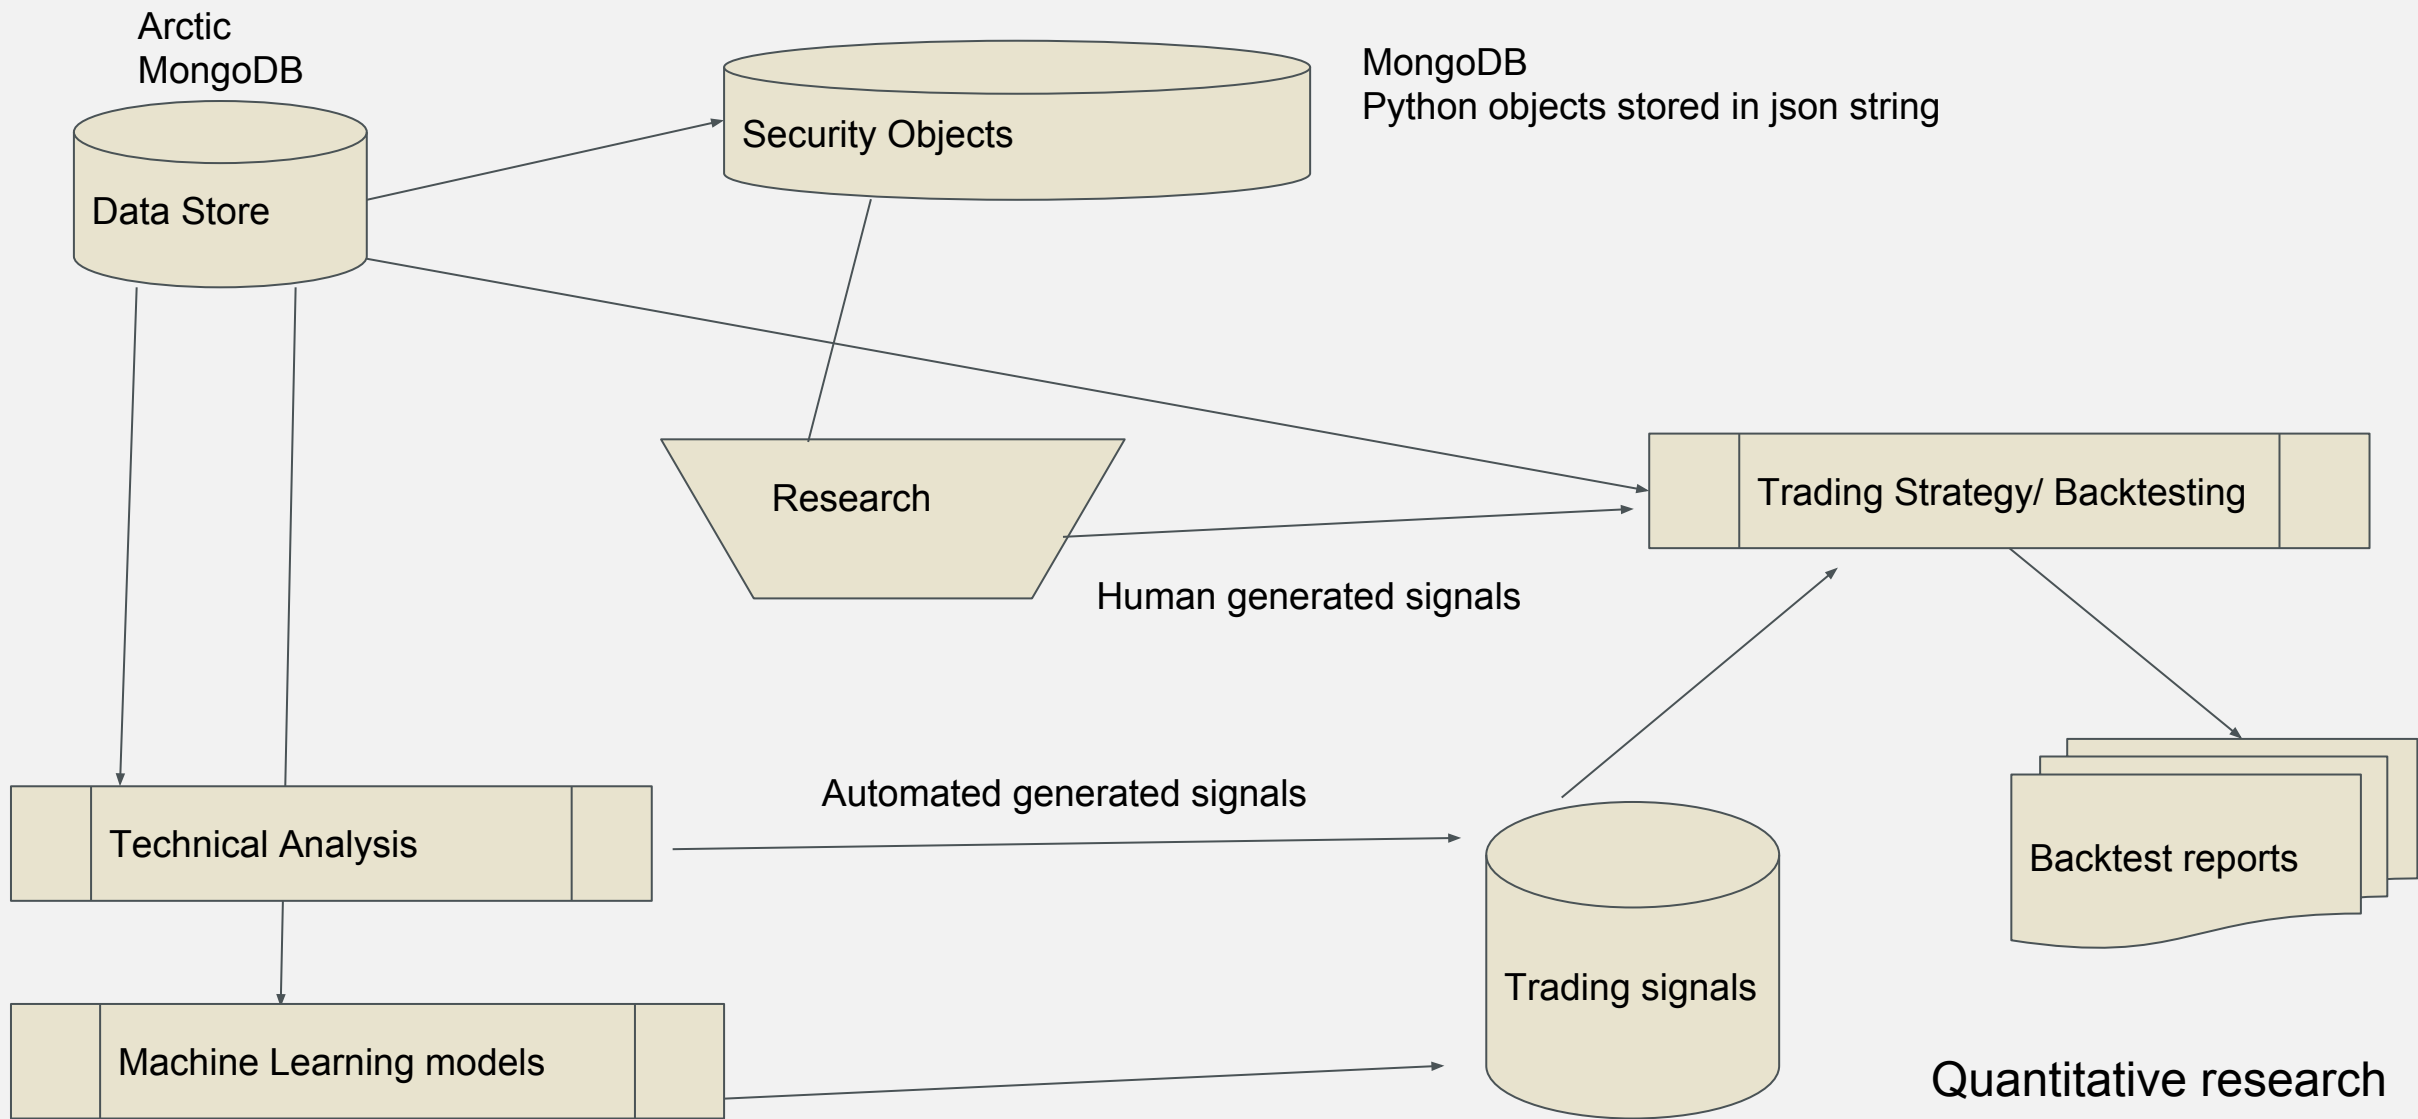 Arctic
MongoDB
MongoDB
Python objects stored in json string
Security Objects
Data Store
Research
Trading Strategy/ Backtesting
Human generated signals
Automated generated signals
Technical Analysis
Backtest reports
Trading signals
Machine Learning models
Quantitative research